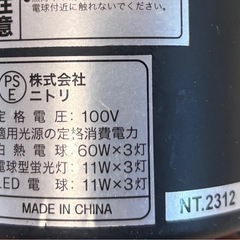 注意
電球付近に触れないでください。
PS
E
株式会社
ニトリ
定格電圧:100V
適用光源の定格消費電力
白熱電球:60W×3灯
電球型蛍光灯:11W×3灯
LED電球:11W×3灯
MADE IN CHINA
NT.2312